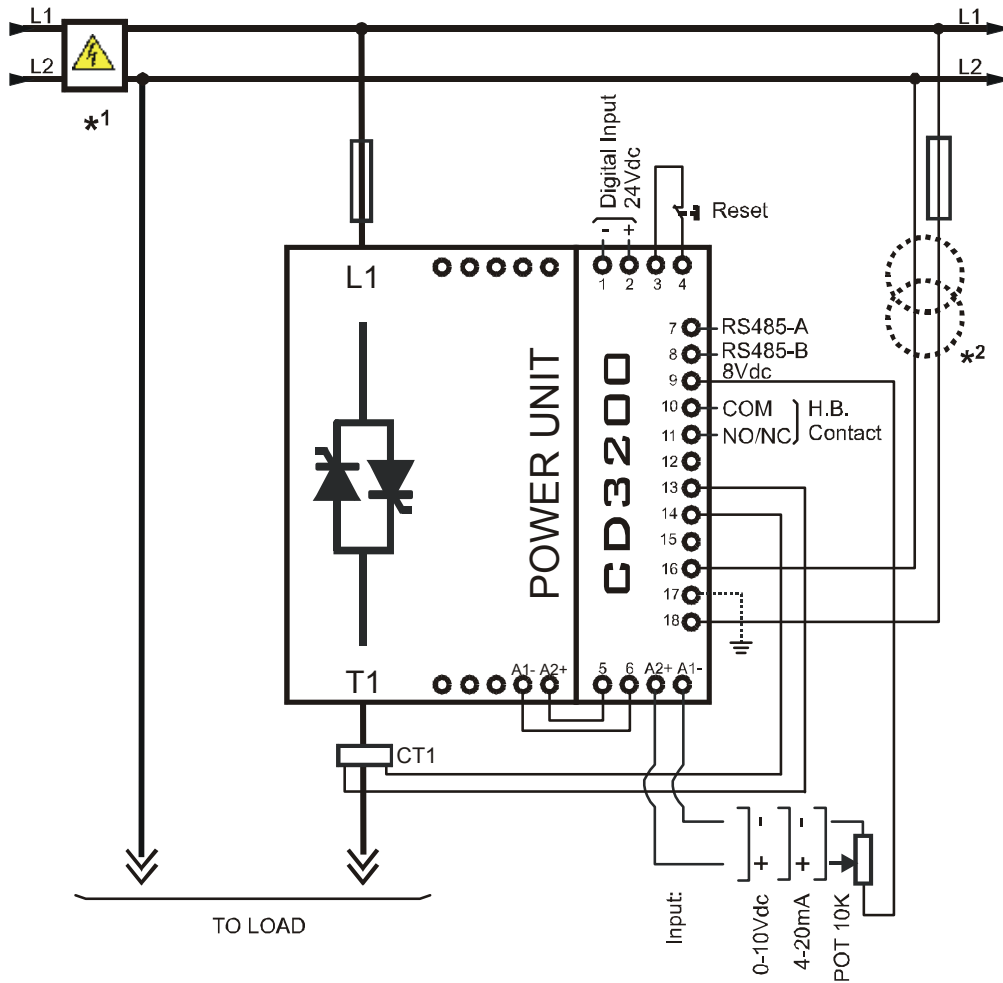 L1
L1
L2
L2
*1
Digital Input
24Vdc
- +
Reset
1 2 3 4
L1
POWER UNIT
CD3200
7 RS485-A
8 RS485-B
8Vdc
9
10 COM
H.B.
11 NO/NC
Contact
12
13
14
15
16
17
18
*2
T1
A1- A2+ 5 6 A2+ A1-
CT1
- -
+ +
Input:
0-10Vdc
4-20mA
POT 10K
TO LOAD